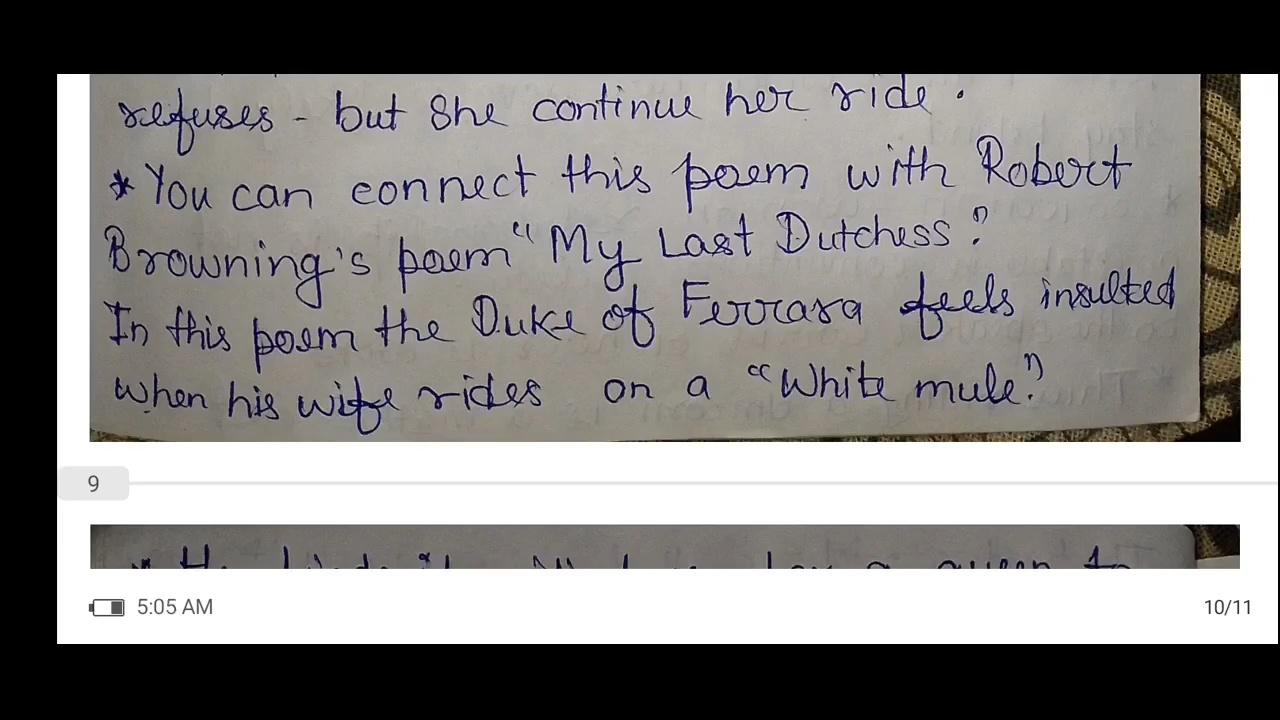 refuses - but She continue her ride.
* You can connect this poem with Robert
Browning's poem "My Last Dutchess".
In this poem the Duke of Ferrara feels insulted
when his wife rides on a "White mule".
9
5:05 AM
10/11